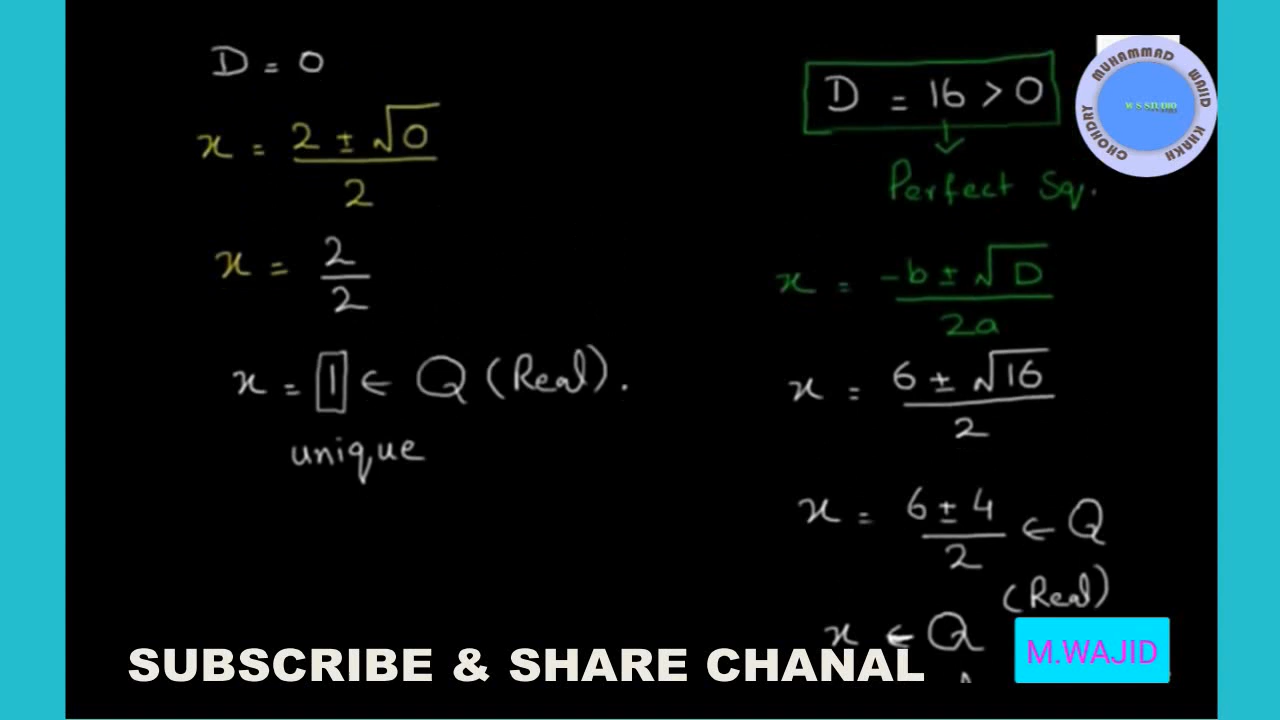 D = 0
x = 2 ± √0 / 2
x = 2 / 2
x = 1 ∈ Q (Real).
unique
D = 16 > 0
Perfect Sq.
x = -b ± √D / 2a
x = 6 ± √16 / 2
x = 6 ± 4 / 2 ∈ Q
(Real)
x ∈ Q
CHOHDRY MUHAMMAD WAJID KHAKH
W S STUDIO
SUBSCRIBE & SHARE CHANAL
M.WAJID